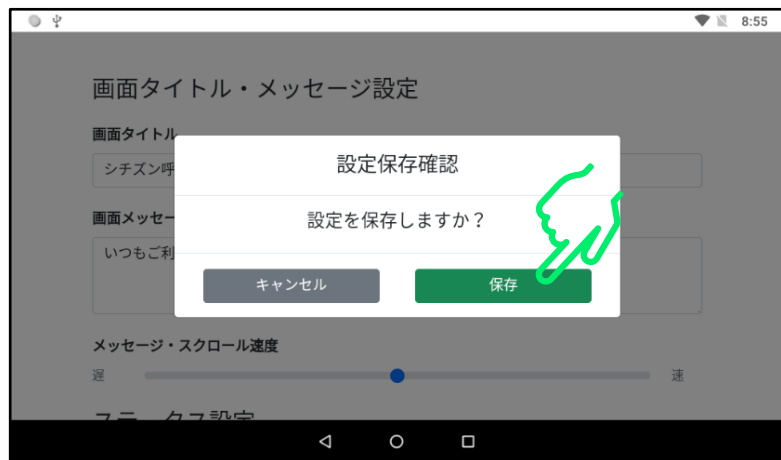 8:55
画面タイトル・メッセージ設定
画面タイトル
シチズン呼
画面メッセー
いつもご利
設定保存確認
設定を保存しますか？
キャンセル
保存
メッセージ・スクロール速度
遅
速